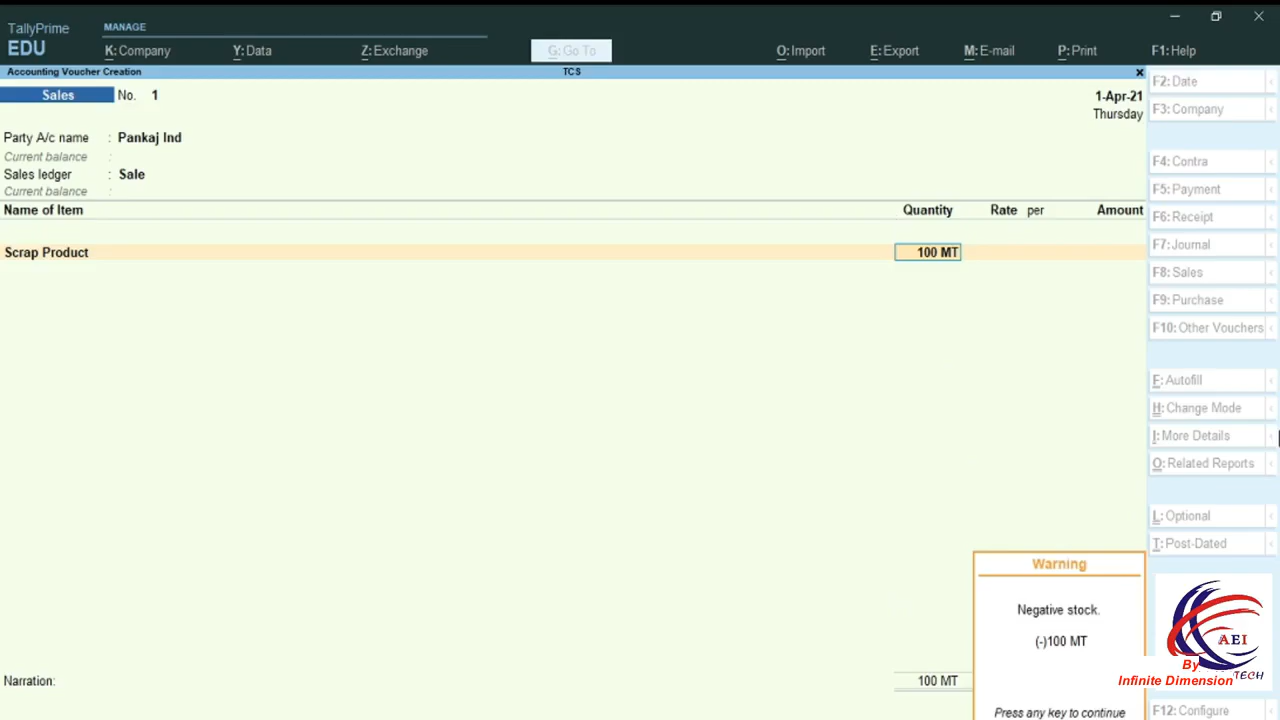 TallyPrime
EDU
MANAGE
K: Company
Y: Data
Z: Exchange
G: Go To
O: Import
E: Export
M: E-mail
P: Print
F1: Help
Accounting Voucher Creation
TCS
Sales No. 1
1-Apr-21
Thursday
Party A/c name : Pankaj Ind
Current balance :
Sales ledger : Sale
Current balance :
Name of Item Quantity Rate per Amount
Scrap Product 100 MT
Narration: 100 MT
Warning
Negative stock.
(-)100 MT
Press any key to continue
F2: Date
F3: Company
F4: Contra
F5: Payment
F6: Receipt
F7: Journal
F8: Sales
F9: Purchase
F10: Other Vouchers
F: Autofill
H: Change Mode
I: More Details
O: Related Reports
L: Optional
T: Post-Dated
AEI
TECH
By
Infinite Dimension
F12: Configure